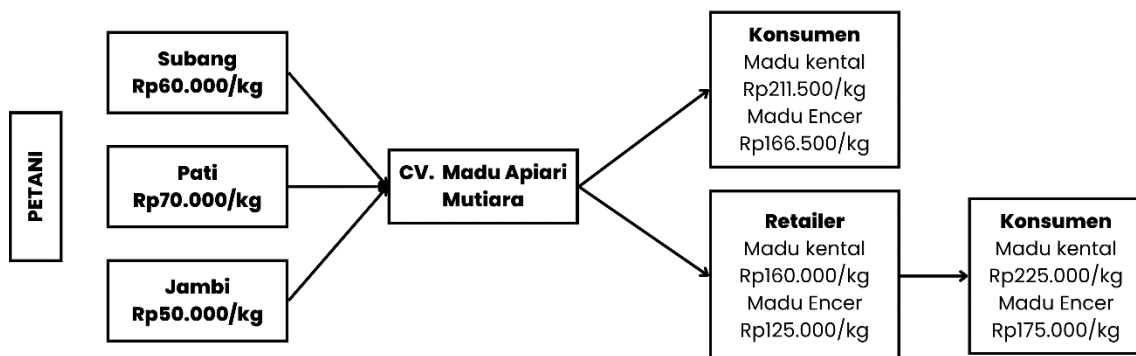 PETANI
Subang
Rp60.000/kg
Pati
Rp70.000/kg
Jambi
Rp50.000/kg
CV. Madu Apiari
Mutiara
Konsumen
Madu kental
Rp211.500/kg
Madu Encer
Rp166.500/kg
Retailer
Madu kental
Rp160.000/kg
Madu Encer
Rp125.000/kg
Konsumen
Madu kental
Rp225.000/kg
Madu Encer
Rp175.000/kg